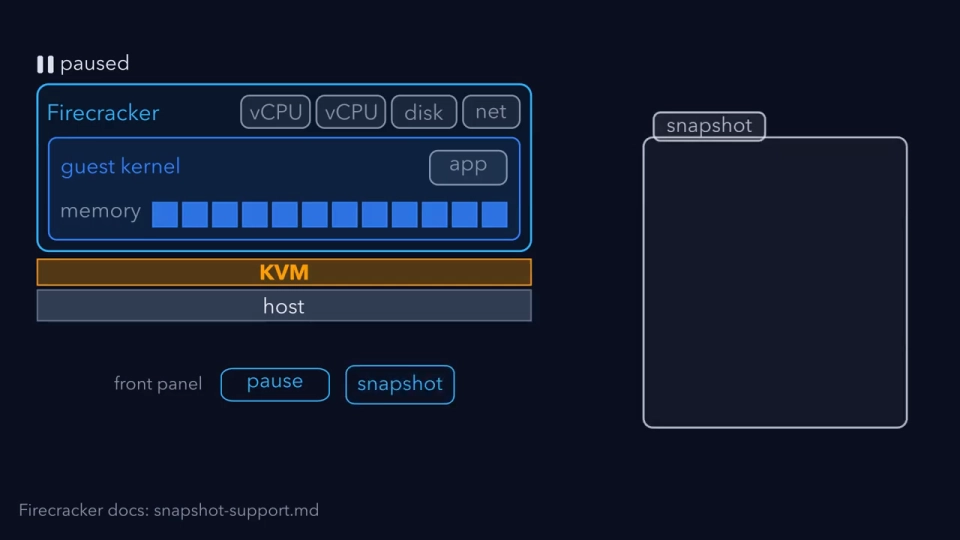 paused
Firecracker vCPU vCPU disk net
guest kernel app
memory
KVM
host
front panel pause snapshot
snapshot
Firecracker docs: snapshot-support.md